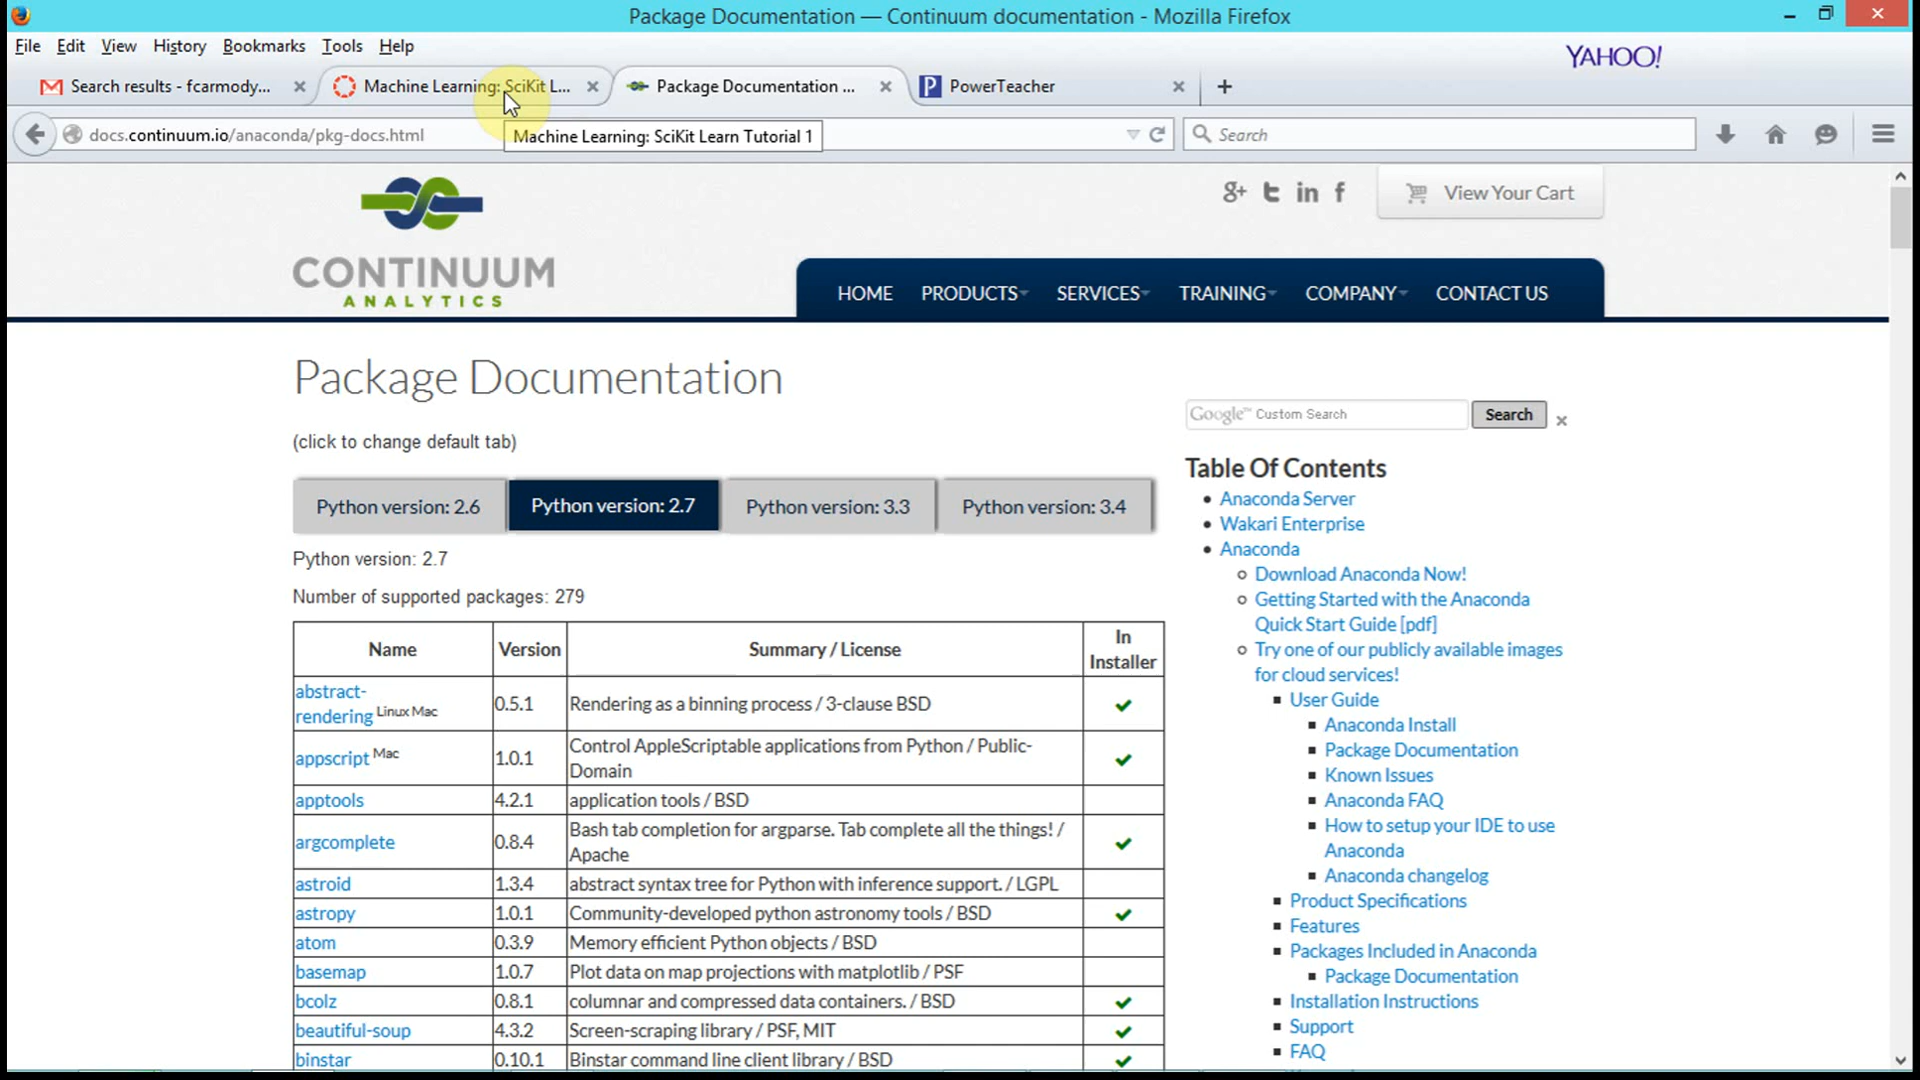 Package Documentation — Continuum documentation - Mozilla Firefox
File Edit View History Bookmarks Tools Help
YAHOO!
Search results - fcarmody...
Machine Learning: SciKit L...
Package Documentation ...
PowerTeacher
docs.continuum.io/anaconda/pkg-docs.html
Search
Machine Learning: SciKit Learn Tutorial 1
View Your Cart
CONTINUUM
ANALYTICS
HOME PRODUCTS SERVICES TRAINING COMPANY CONTACT US
Package Documentation
(click to change default tab)
Python version: 2.6 Python version: 2.7 Python version: 3.3 Python version: 3.4
Python version: 2.7
Number of supported packages: 279
Name Version Summary / License In Installer
abstract-rendering Linux Mac 0.5.1 Rendering as a binning process / 3-clause BSD
appscript Mac 1.0.1 Control AppleScriptable applications from Python / Public-Domain
apptools 4.2.1 application tools / BSD
argcomplete 0.8.4 Bash tab completion for argparse. Tab complete all the things! / Apache
astroid 1.3.4 abstract syntax tree for Python with inference support. / LGPL
astropy 1.0.1 Community-developed python astronomy tools / BSD
atom 0.3.9 Memory efficient Python objects / BSD
basemap 1.0.7 Plot data on map projections with matplotlib / PSF
bcolz 0.8.1 columnar and compressed data containers. / BSD
beautiful-soup 4.3.2 Screen-scraping library / PSF, MIT
binstar 0.10.1 Binstar command line client library / BSD
Google™ Custom Search
Search
Table Of Contents
Anaconda Server
Wakari Enterprise
Anaconda
Download Anaconda Now!
Getting Started with the Anaconda
Quick Start Guide [pdf]
Try one of our publicly available images
for cloud services!
User Guide
Anaconda Install
Package Documentation
Known Issues
Anaconda FAQ
How to setup your IDE to use
Anaconda
Anaconda changelog
Product Specifications
Features
Packages Included in Anaconda
Package Documentation
Installation Instructions
Support
FAQ